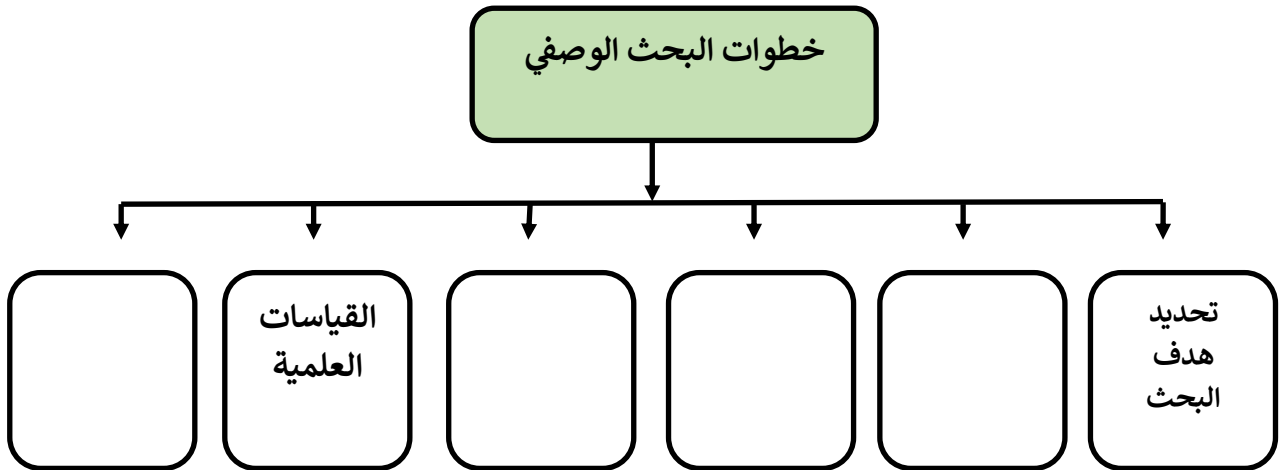 خطوات البحث الوصفي
تحديد
هدف
البحث
القياسات
العلمية